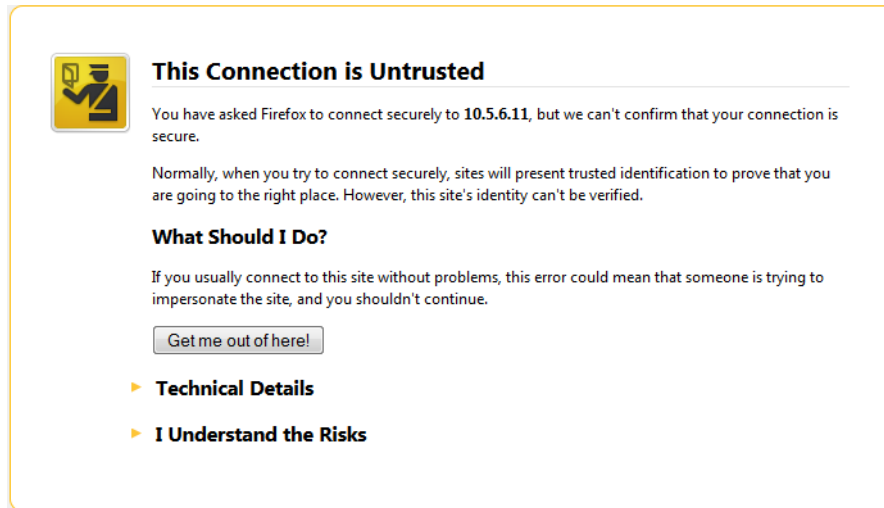 This Connection is Untrusted
You have asked Firefox to connect securely to 10.5.6.11, but we can't confirm that your connection is
secure.
Normally, when you try to connect securely, sites will present trusted identification to prove that you
are going to the right place. However, this site's identity can't be verified.
What Should I Do?
If you usually connect to this site without problems, this error could mean that someone is trying to
impersonate the site, and you shouldn't continue.
Get me out of here!
Technical Details
I Understand the Risks